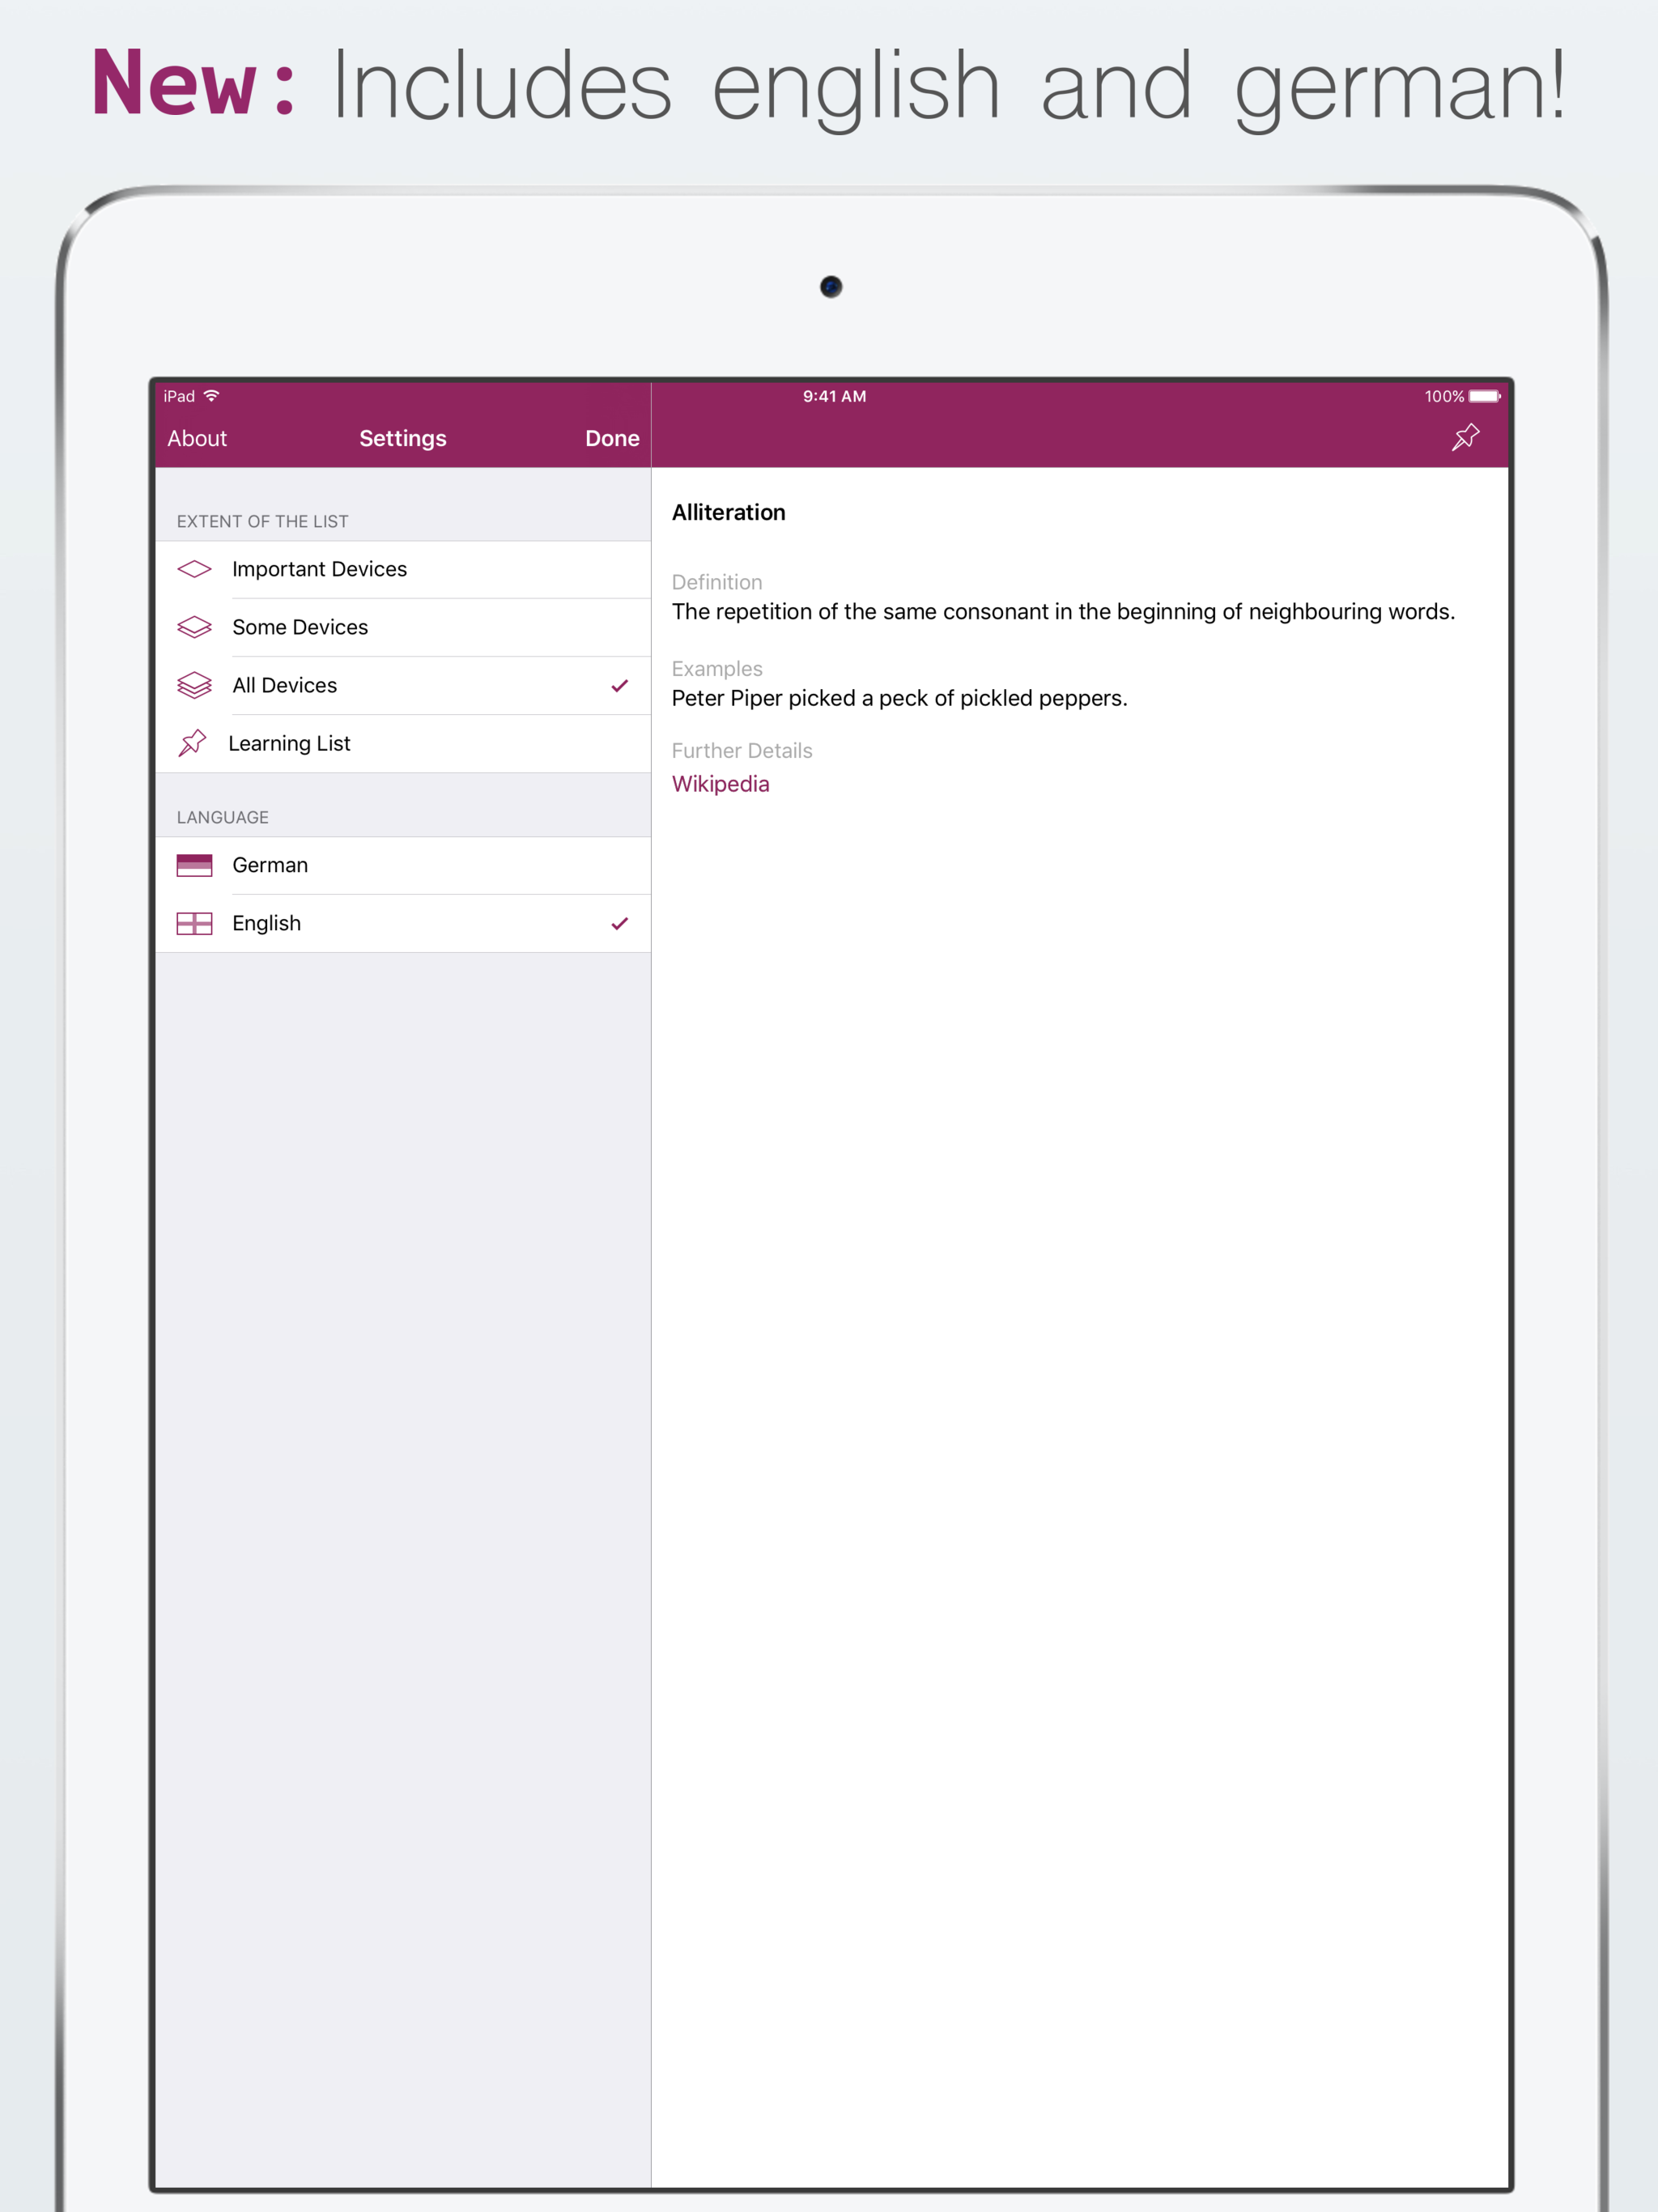 New: Includes english and german!
iPad 9:41 AM 100%
About Settings Done
EXTENT OF THE LIST
Important Devices
Some Devices
All Devices
Learning List
LANGUAGE
German
English
Alliteration
Definition
The repetition of the same consonant in the beginning of neighbouring words.
Examples
Peter Piper picked a peck of pickled peppers.
Further Details
Wikipedia